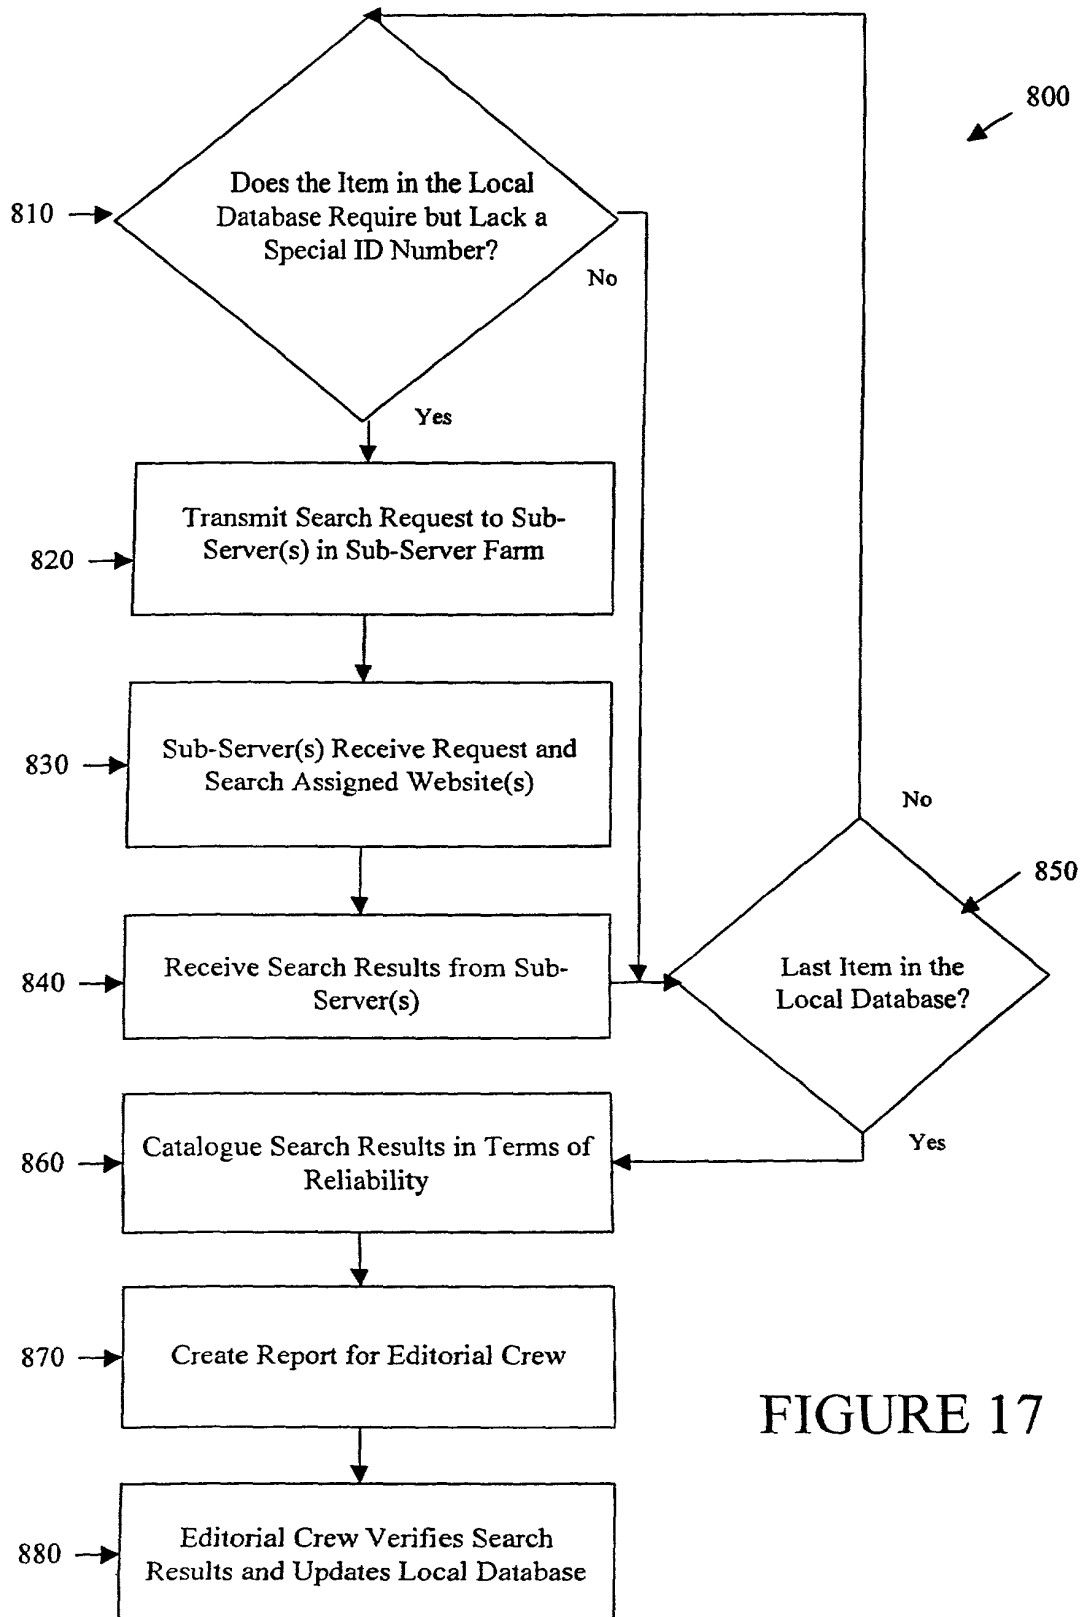 800
Does the Item in the Local
Database Require but Lack a
Special ID Number?
810
No
Yes
Transmit Search Request to Sub-
Server(s) in Sub-Server Farm
820
Sub-Server(s) Receive Request and
Search Assigned Website(s)
830
No
850
Receive Search Results from Sub-
Server(s)
840
Last Item in the
Local Database?
Yes
Catalogue Search Results in Terms of
Reliability
860
Create Report for Editorial Crew
870
FIGURE 17
Editorial Crew Verifies Search
Results and Updates Local Database
880